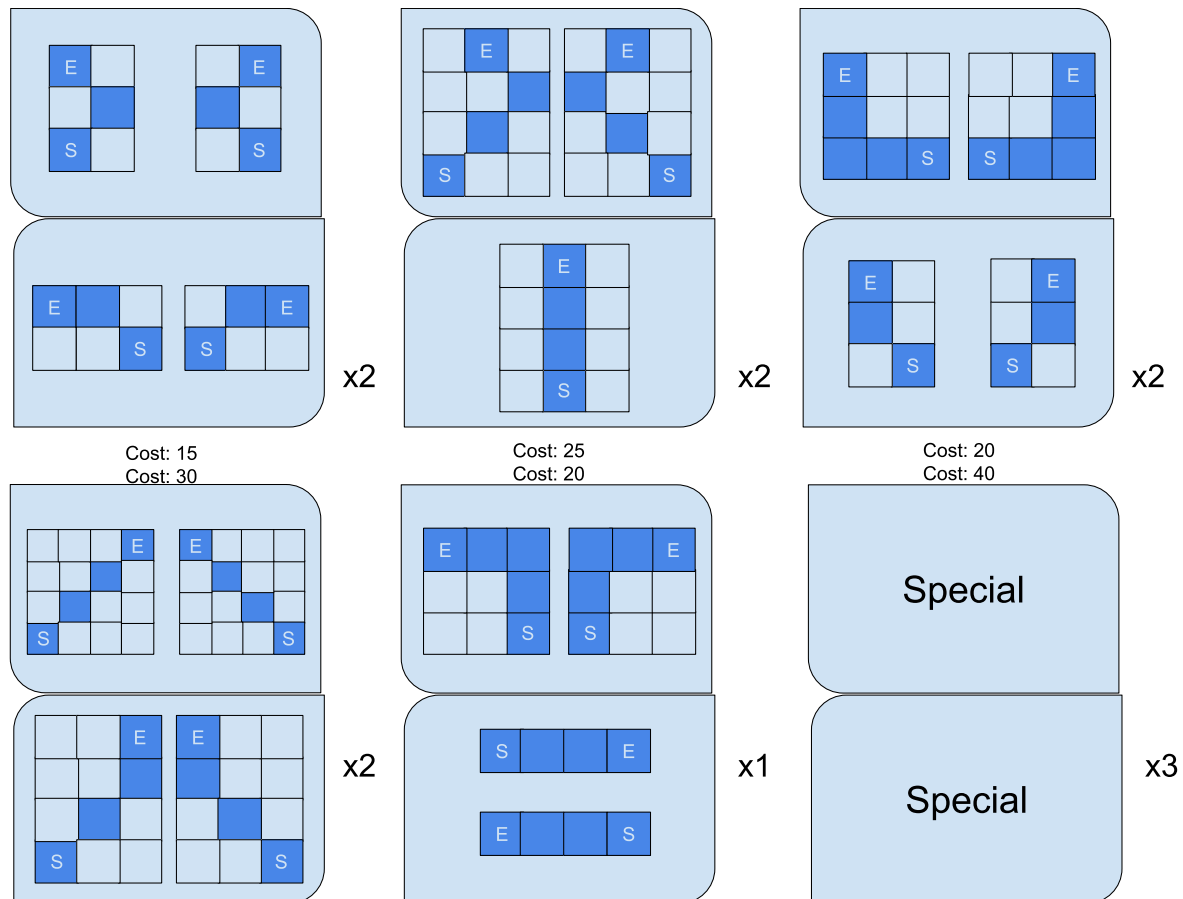 E E
S S
E E
S S
x2
E E
S S
E
S
x2
E E
S S
E E
S S
x2
Cost: 15
Cost: 30
Cost: 25
Cost: 20
Cost: 20
Cost: 40
E E
S S
E E
S S
x2
E E
S S
S E
E S
x1
Special
Special
x3